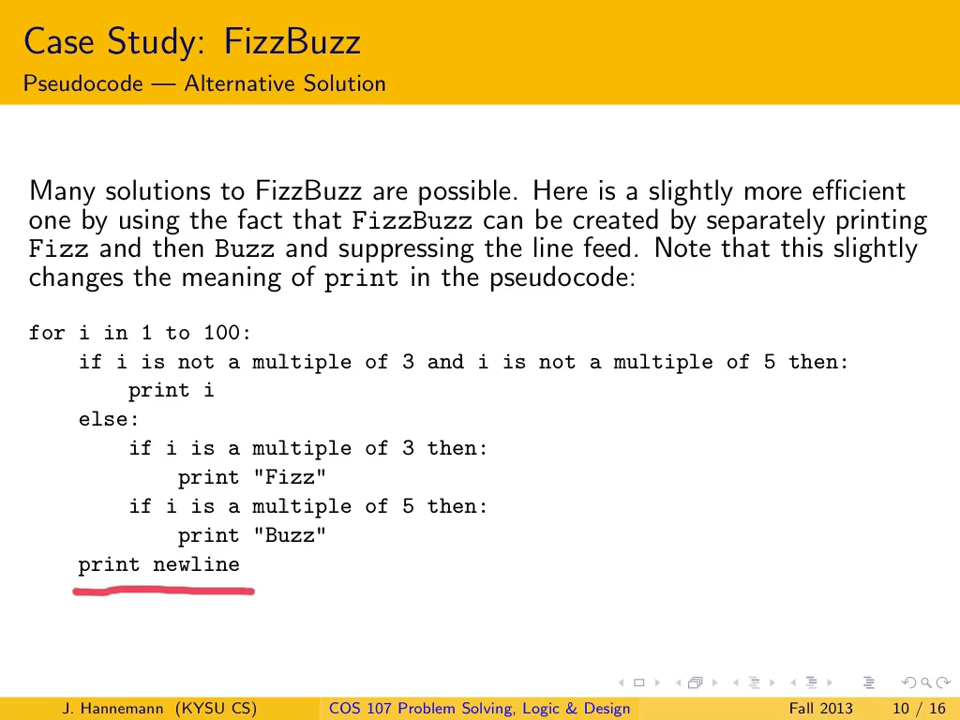 Case Study: FizzBuzz
Pseudocode — Alternative Solution
Many solutions to FizzBuzz are possible. Here is a slightly more efficient
one by using the fact that FizzBuzz can be created by separately printing
Fizz and then Buzz and suppressing the line feed. Note that this slightly
changes the meaning of print in the pseudocode:
for i in 1 to 100:
    if i is not a multiple of 3 and i is not a multiple of 5 then:
        print i
    else:
        if i is a multiple of 3 then:
            print "Fizz"
        if i is a multiple of 5 then:
            print "Buzz"
    print newline
J. Hannemann (KYSU CS) COS 107 Problem Solving, Logic & Design Fall 2013 10 / 16